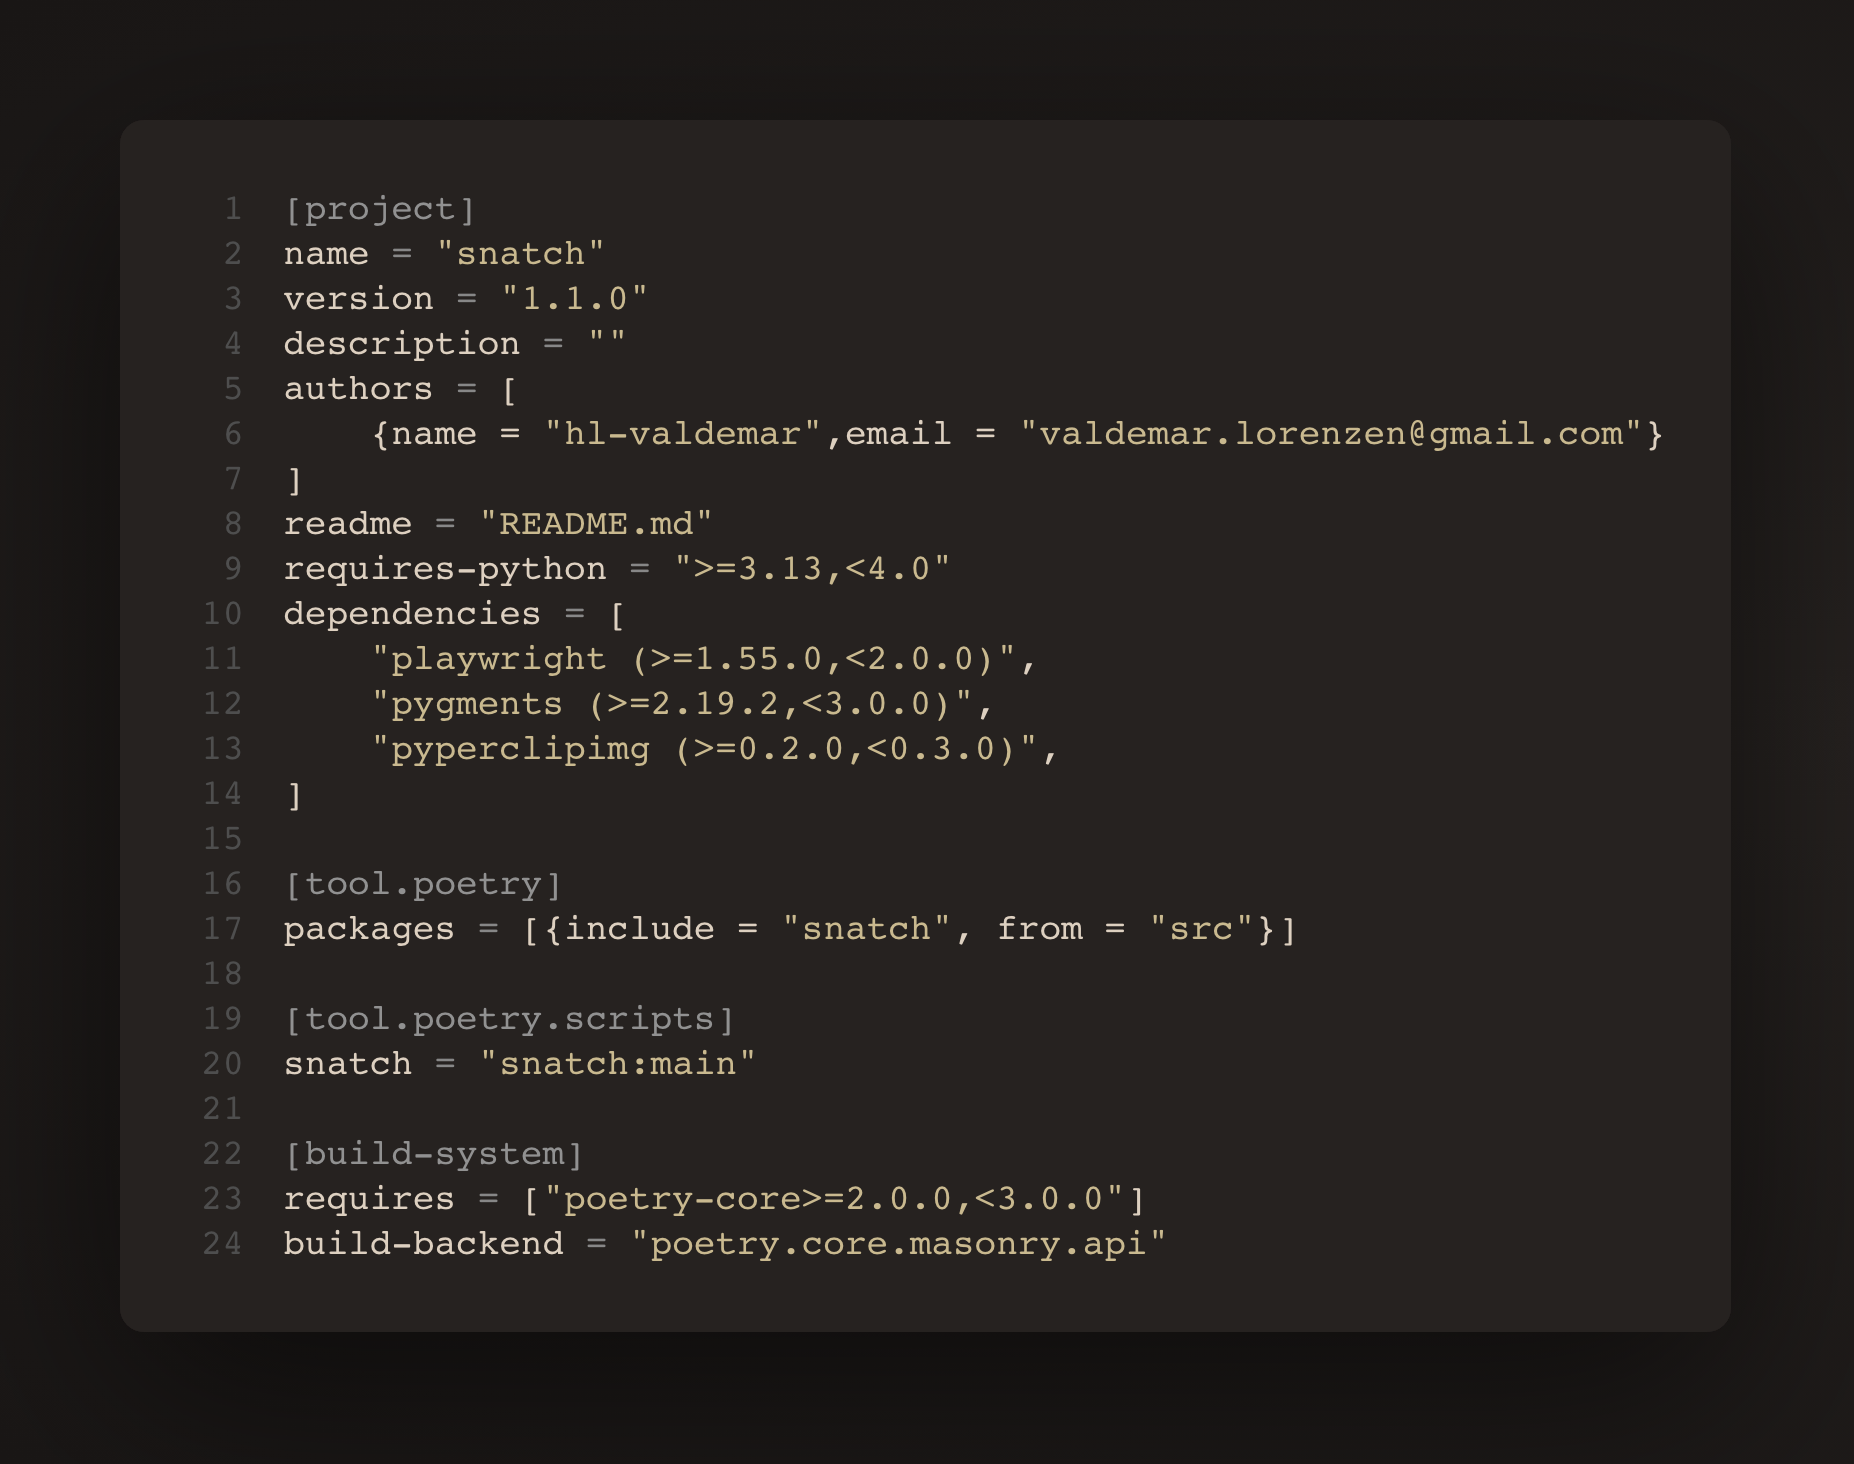 1 [project]
2 name = "snatch"
3 version = "1.1.0"
4 description = ""
5 authors = [
6     {name = "hl-valdemar",email = "valdemar.lorenzen@gmail.com"}
7 ]
8 readme = "README.md"
9 requires-python = ">=3.13,<4.0"
10 dependencies = [
11     "playwright (>=1.55.0,<2.0.0)",
12     "pygments (>=2.19.2,<3.0.0)",
13     "pyperclipimg (>=0.2.0,<0.3.0)",
14 ]
15
16 [tool.poetry]
17 packages = [{include = "snatch", from = "src"}]
18
19 [tool.poetry.scripts]
20 snatch = "snatch:main"
21
22 [build-system]
23 requires = ["poetry-core>=2.0.0,<3.0.0"]
24 build-backend = "poetry.core.masonry.api"